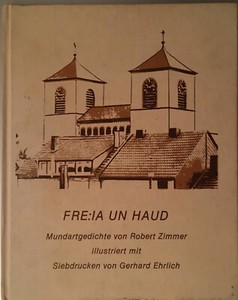 FRE:IA UN HAUD
Mundartgedichte von Robert Zimmer
illustriert mit
Siebdrucken von Gerhard Ehrlich